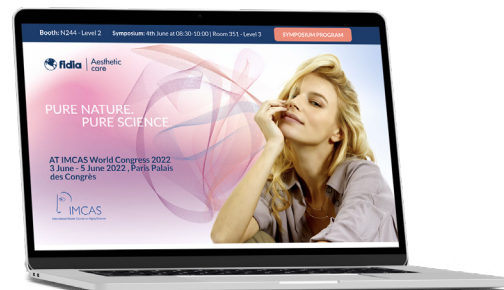 Booth: N244 - Level 2 Symposium: 4th June at 08:30-10:00 | Room 351 - Level 3 SYMPOSIUM PROGRAM
fidia Aesthetic
care
PURE NATURE.
PURE SCIENCE
AT IMCAS World Congress 2022
3 June - 5 June 2022 , Paris Palais
des Congrès
IMCAS